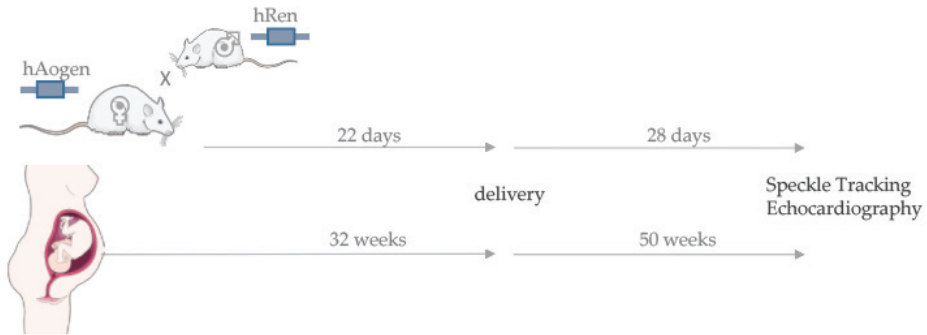 hRen
hAogen
X
22 days
28 days
delivery
Speckle Tracking
Echocardiography
32 weeks
50 weeks